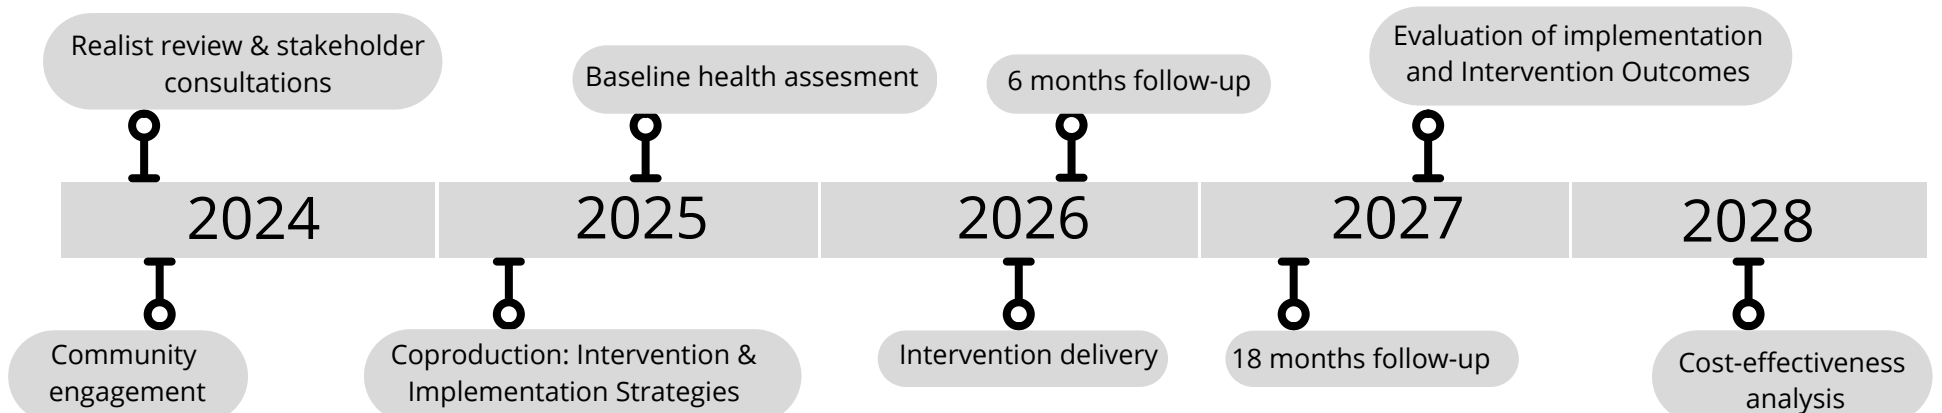 Realist review & stakeholder
consultations
Baseline health assesment
6 months follow-up
Evaluation of implementation
and Intervention Outcomes
2024
2025
2026
2027
2028
Community
engagement
Coproduction: Intervention &
Implementation Strategies
Intervention delivery
18 months follow-up
Cost-effectiveness
analysis